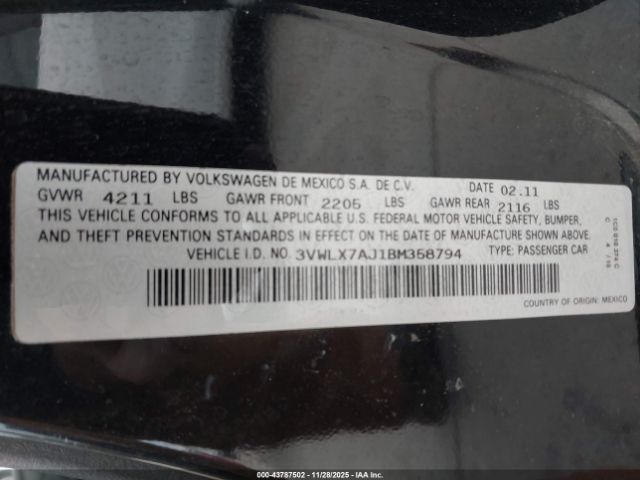 MANUFACTURED BY VOLKSWAGEN DE MEXICO S.A. DE C.V. DATE 02.11
GVWR 4211 LBS GAWR FRONT 2205 LBS GAWR REAR 2116 LBS
THIS VEHICLE CONFORMS TO ALL APPLICABLE U.S. FEDERAL MOTOR VEHICLE SAFETY, BUMPER,
AND THEFT PREVENTION STANDARDS IN EFFECT ON THE DATE OF MANUFACTURE SHOWN ABOVE.
VEHICLE I.D. NO. 3VWLX7AJ1BM358794 TYPE: PASSENGER CAR
COUNTRY OF ORIGIN: MEXICO
000-43787502 - 11/28/2025 - IAAI.com